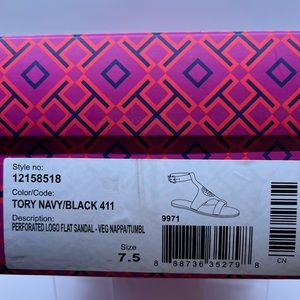 Style no:
12158518
Color/Code:
TORY NAVY/BLACK 411
Description:
PERFORATED LOGO FLAT SANDAL - VEG NAPPA/TUMBL
9971
Size
7.5
8 88736 35279 8
CN